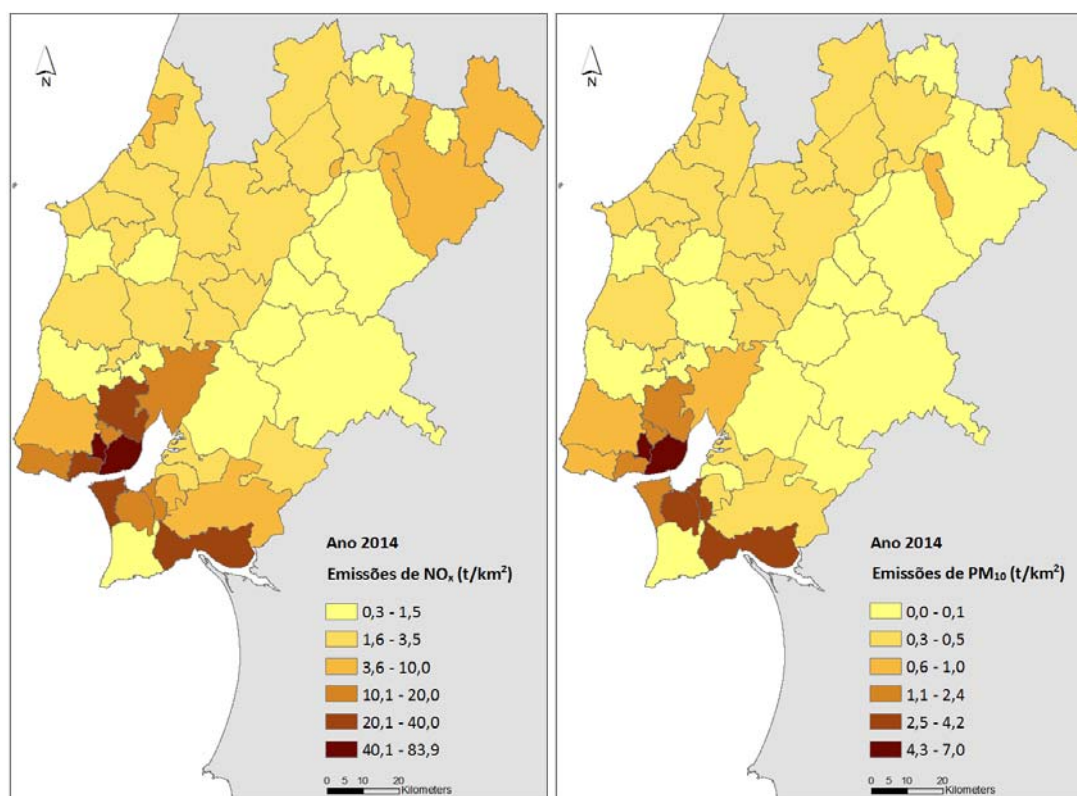 N
Ano 2014
Emissões de NOₓ (t/km²)
0,3 - 1,5
1,6 - 3,5
3,6 - 10,0
10,1 - 20,0
20,1 - 40,0
40,1 - 83,9
0 5 10 20
Kilometers
N
Ano 2014
Emissões de PM₁₀ (t/km²)
0,0 - 0,1
0,3 - 0,5
0,6 - 1,0
1,1 - 2,4
2,5 - 4,2
4,3 - 7,0
0 5 10 20
Kilometers